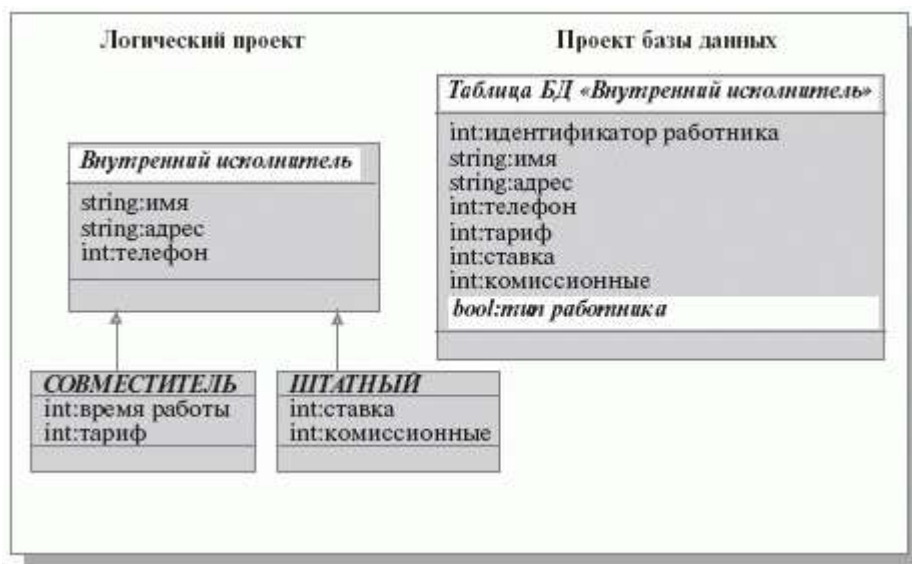 Логический проект
Внутренний исполнитель
string:имя
string:адрес
int:телефон
СОВМЕСТИТЕЛЬ
int:время работы
int:тариф
ШТАТНЫЙ
int:ставка
int:комиссионные
Проект базы данных
Таблица БД «Внутренний исполнитель»
int:идентификатор работника
string:имя
string:адрес
int:телефон
int:тариф
int:ставка
int:комиссионные
bool:тип работника